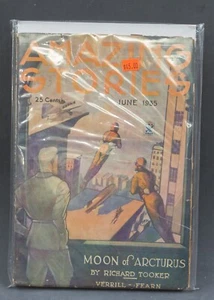 AMAZING
STORIES
25 Cents
JUNE 1935
MOON of ARCTURUS
BY RICHARD TOOKER
VERRILL - FEARN